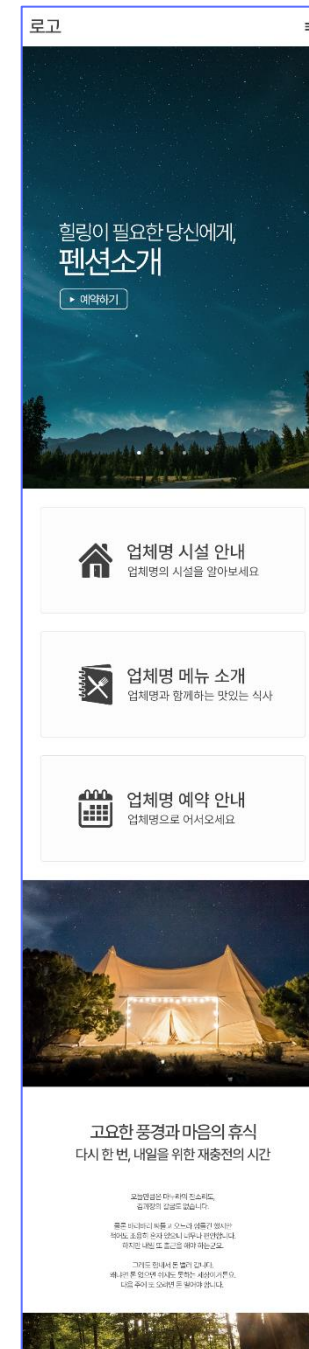 로고
힐링이 필요한 당신에게,
펜션소개
예약하기
업체명 시설 안내
업체명의 시설을 알아보세요
업체명 메뉴 소개
업체명과 함께하는 맛있는 식사
업체명 예약 안내
업체명으로 어서오세요
고요한 풍경과 마음의 휴식
다시 한 번, 내일을 위한 재충전의 시간